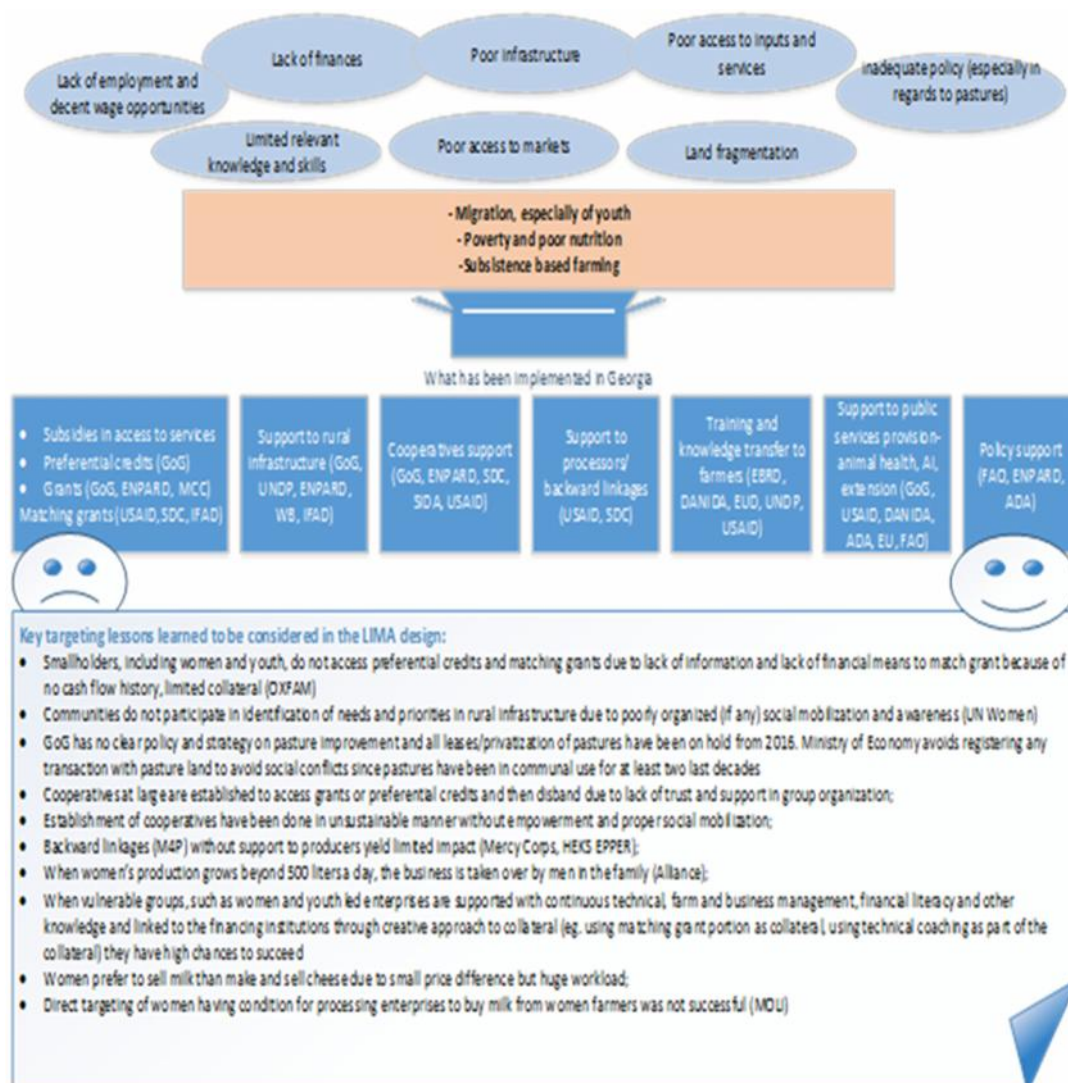 Lack of finances
Poor Infrastructure
Poor access to inputs and
services
Lack of employment and
decent wage opportunities
Inadequate policy (especially in
regards to pastures)
Limited relevant
knowledge and skills
Poor access to markets
Land fragmentation
- Migration, especially of youth
- Poverty and poor nutrition
-Subsistence based farming
What has been implemented in Georgia
• Subsidies in access to services
• Preferential credits (GoG)
• Grants (GoG, ENPARD, MCC)
Matching grants (USAID, SDC, IFAD)
Support to rural
infrastructure (GoG,
UNDP, ENPARD,
WB, IFAD)
Cooperatives support
(GoG, ENPARD, SDC,
SIDA, USAID)
Support to
processors/
backward linkages
(USAID, SDC)
Training and
knowledge transfer to
farmers (EBRD,
DANIDA, EUD, UNDP,
USAID)
Support to public
services provision-
animal health, AI,
extension (GoG,
USAID, DANIDA,
ADA, EU, FAO)
Policy support
(FAO, ENPARD,
ADA)
Key targeting lessons learned to be considered in the LIMA design:
• Smallholders, including women and youth, do not access preferential credits and matching grants due to lack of information and lack of financial means to match grant because of
no cash flow history, limited collateral (OXFAM)
• Communities do not participate in identification of needs and priorities in rural infrastructure due to poorly organized (if any) social mobilization and awareness (UN Women)
• GoG has no clear policy and strategy on pasture improvement and all leases/privatization of pastures have been on hold from 2016. Ministry of Economy avoids registering any
transaction with pasture land to avoid social conflicts since pastures have been in communal use for at least two last decades
• Cooperatives at large are established to access grants or preferential credits and then disband due to lack of trust and support in group organization;
• Establishment of cooperatives have been done in unsustainable manner without empowerment and proper social mobilization;
• Backward linkages (M4P) without support to producers yield limited impact (Mercy Corps, HEKS EPPER);
• When women's production grows beyond 500 liters a day, the business is taken over by men in the family (Alliance);
• When vulnerable groups, such as women and youth led enterprises are supported with continuous technical, farm and business management, financial literacy and other
knowledge and linked to the financing institutions through creative approach to collateral (eg. using matching grant portion as collateral, using technical coaching as part of the
collateral) they have high chances to succeed
• Women prefer to sell milk than make and sell cheese due to small price difference but huge workload;
• Direct targeting of women having condition for processing enterprises to buy milk from women farmers was not successful (MOLI)